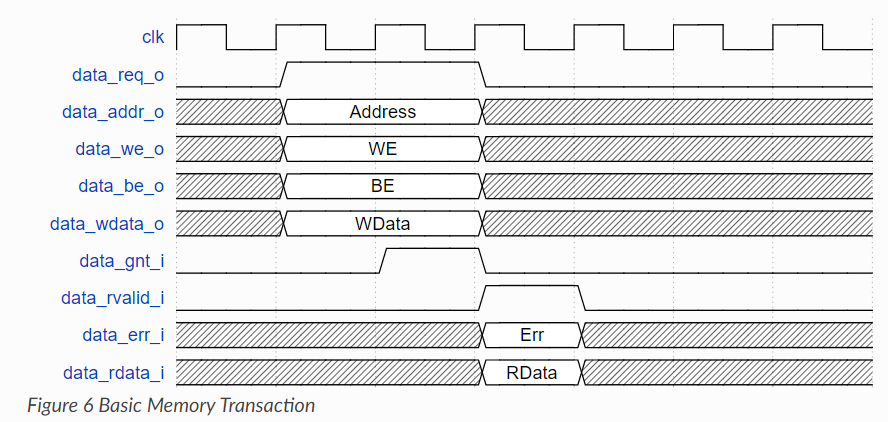 clk
data_req_o
data_addr_o Address
data_we_o WE
data_be_o BE
data_wdata_o WData
data_gnt_i
data_rvalid_i
data_err_i Err
data_rdata_i RData
Figure 6 Basic Memory Transaction